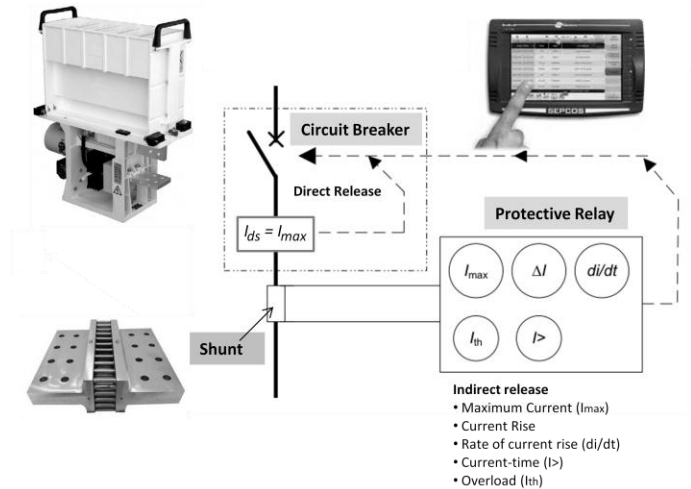 SEPCOS
Circuit Breaker
Direct Release
Ids = Imax
Protective Relay
Imax ΔI di/dt
Ith I>
Shunt
Indirect release
• Maximum Current (Imax)
• Current Rise
• Rate of current rise (di/dt)
• Current-time (I>)
• Overload (Ith)